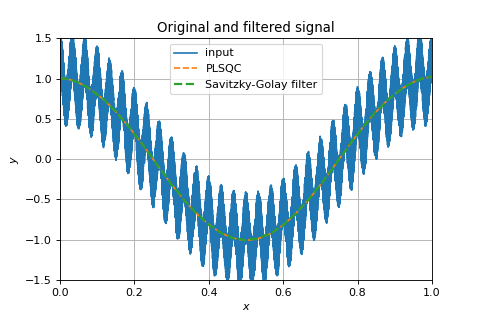 Original and filtered signal
input
PLSQC
Savitzky-Golay filter
1.5
1.0
0.5
0.0
−0.5
−1.0
−1.5
y
0.0 0.2 0.4 0.6 0.8 1.0
x